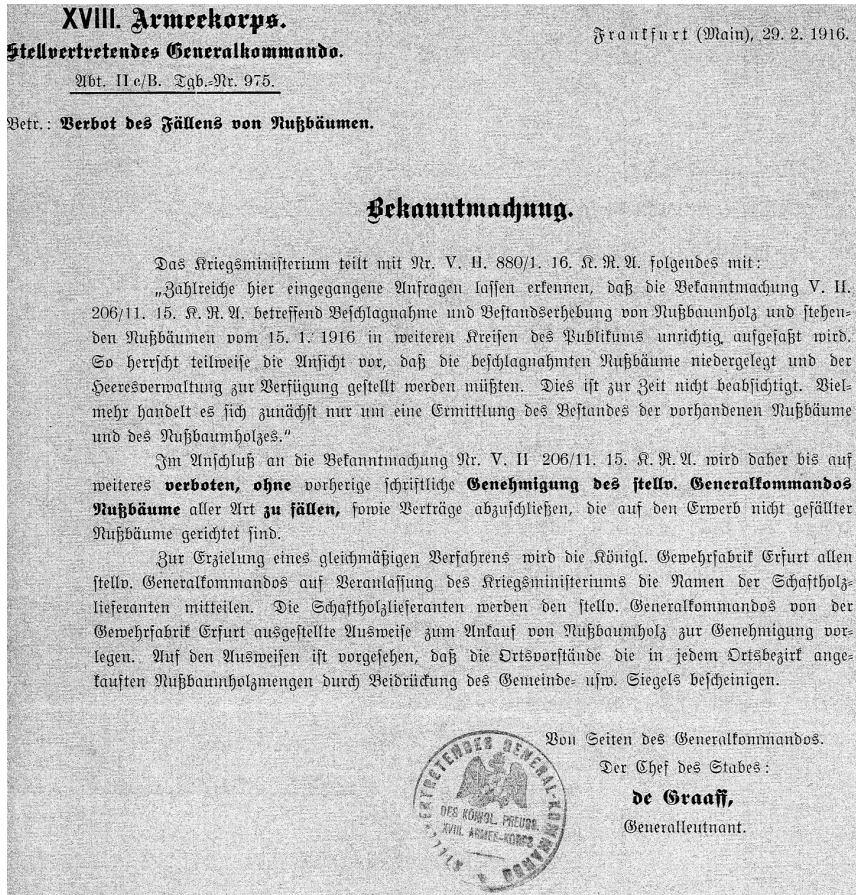 XVIII. Armeekorps.
Stellvertretendes Generalkommando.
Abt. II c/B. Tgb.-Nr. 975.
Frankfurt (Main), 29. 2. 1916.
Betr.: Verbot des Fällens von Nußbäumen.
Bekanntmachung.
Das Kriegsministerium teilt mit Nr. V. II. 880/1. 16. K. R. A. folgendes mit:
„Zahlreiche hier eingegangene Anfragen lassen erkennen, daß die Bekanntmachung V. II.
206/11. 15. K. R. A. betreffend Beschlagnahme und Bestandserhebung von Nußbaumholz und stehen-
den Nußbäumen vom 15. 1. 1916 in weiteren Kreisen des Publikums unrichtig aufgefaßt wird.
So herrscht teilweise die Ansicht vor, daß die beschlagnahmten Nußbäume niedergelegt und der
Heeresverwaltung zur Verfügung gestellt werden müßten. Dies ist zur Zeit nicht beabsichtigt. Viel-
mehr handelt es sich zunächst nur um eine Ermittlung des Bestandes der vorhandenen Nußbäume
und des Nußbaumholzes.“
Im Anschluß an die Bekanntmachung Nr. V. II 206/11. 15. K. R. A. wird daher bis auf
weiteres verboten, ohne vorherige schriftliche Genehmigung des stellv. Generalkommandos
Nußbäume aller Art zu fällen, sowie Verträge abzuschließen, die auf den Erwerb nicht gefällter
Nußbäume gerichtet sind.
Zur Erzielung eines gleichmäßigen Verfahrens wird die Königl. Gewehrfabrik Erfurt allen
stellv. Generalkommandos auf Veranlassung des Kriegsministeriums die Namen der Schaftholz-
lieferanten mitteilen. Die Schaftholzlieferanten werden den stellv. Generalkommandos von der
Gewehrfabrik Erfurt ausgestellte Ausweise zum Ankauf von Nußbaumholz zur Genehmigung vor-
legen. Auf den Ausweisen ist vorgesehen, daß die Ortsvorstände die in jedem Ortsbezirk ange-
kauften Nußbaumholzmengen durch Beidrückung des Gemeinde- usw. Siegels bescheinigen.
Von Seiten des Generalkommandos.
Der Chef des Stabes:
de Graaff,
Generalleutnant.
STELLVERTRETENDES GENERAL-KOMMANDO
DES KÖNIGL. PREUSS.
XVIII. ARMEE-KORPS